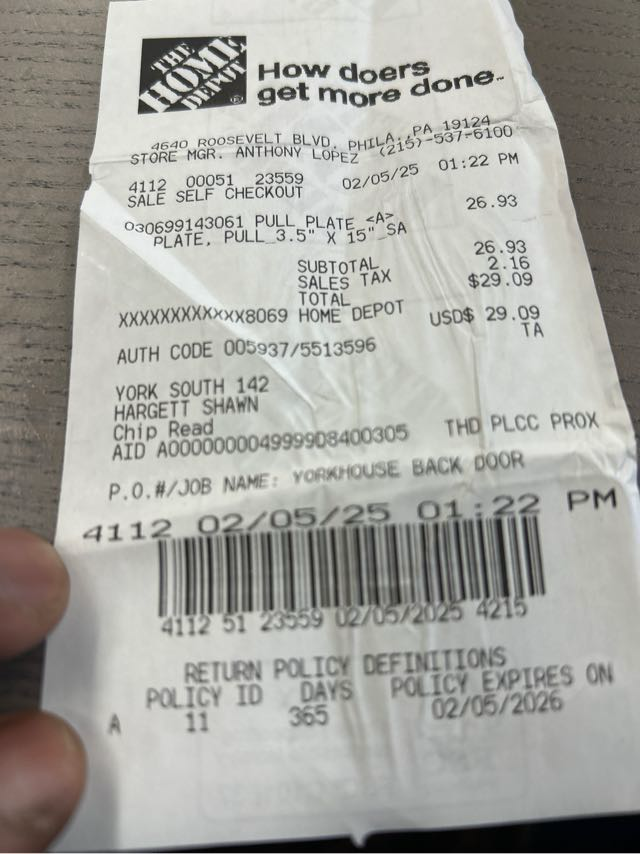 THE HOME DEPOT ®
How doers
get more done™
4640 ROOSEVELT BLVD, PHILA, PA 19124
STORE MGR. ANTHONY LOPEZ (215)-537-6100
4112 00051 23559 02/05/25 01:22 PM
SALE SELF CHECKOUT
030699143061 PULL PLATE <A> 26.93
PLATE, PULL 3.5" X 15" SA
SUBTOTAL 26.93
SALES TAX 2.16
TOTAL $29.09
XXXXXXXXXXXX8069 HOME DEPOT
USD$ 29.09
AUTH CODE 005937/5513596 TA
YORK SOUTH 142
HARGETT SHAWN
Chip Read
AID A0000000049999D8400305 THD PLCC PROX
P.O.#/JOB NAME: YORKHOUSE BACK DOOR
4112 02/05/25 01:22 PM
4112 51 23559 02/05/2025 4215
RETURN POLICY DEFINITIONS
POLICY ID DAYS POLICY EXPIRES ON
A 11 365 02/05/2026